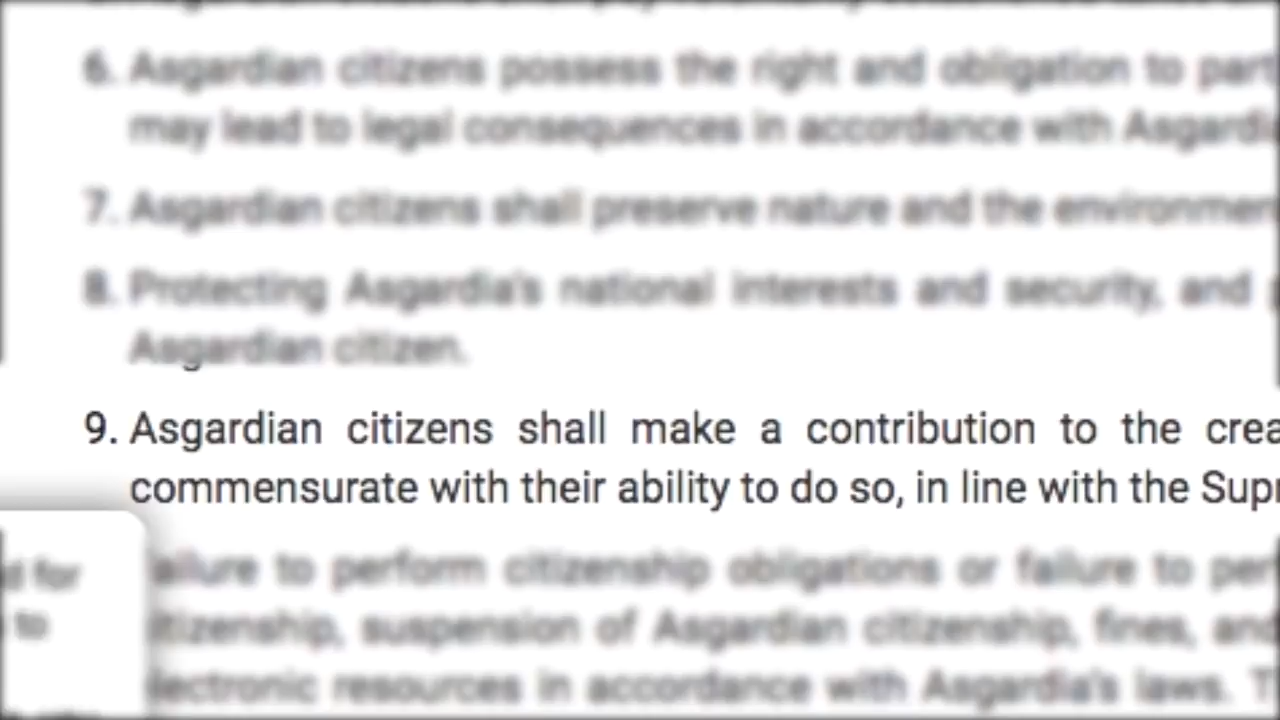 6. Asgardian citizens possess the right and obligation to part
may lead to legal consequences in accordance with Asgardia
7. Asgardian citizens shall preserve nature and the environmen
8. Protecting Asgardia's national interests and security, and
Asgardian citizen.
9. Asgardian citizens shall make a contribution to the crea
commensurate with their ability to do so, in line with the Supr
d for
ailure to perform citizenship obligations or failure to per
to
itizenship, suspension of Asgardian citizenship, fines, and
lectronic resources in accordance with Asgardia's laws. T